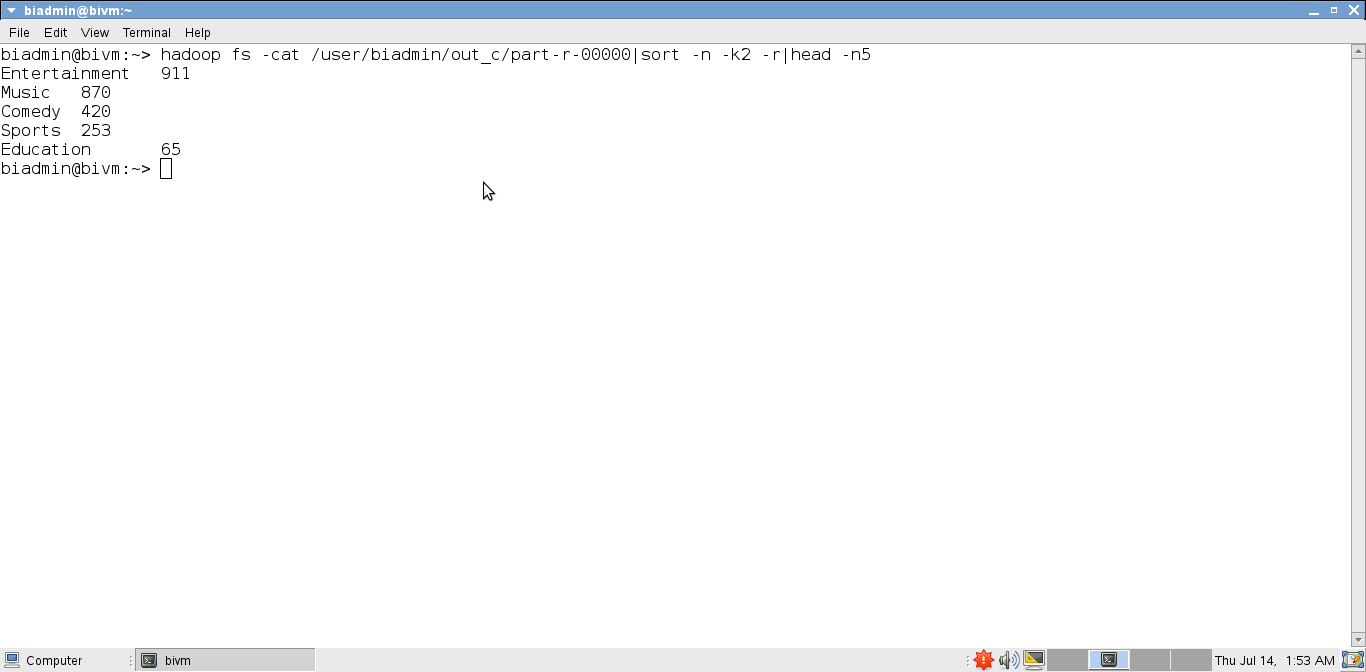 biadmin@bivm:~
File Edit View Terminal Help
biadmin@bivm:~> hadoop fs -cat /user/biadmin/out_c/part-r-00000|sort -n -k2 -r|head -n5
Entertainment 911
Music 870
Comedy 420
Sports 253
Education 65
biadmin@bivm:~>
Computer bivm Thu Jul 14, 1:53 AM